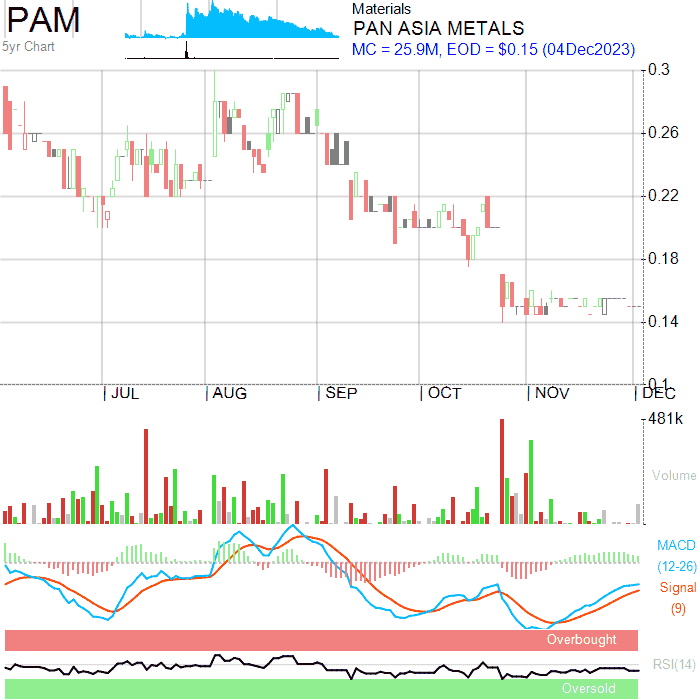 PAM
5yr Chart
Materials
PAN ASIA METALS
MC = 25.9M, EOD = $0.15 (04Dec2023)
0.3
0.26
0.22
0.18
0.14
0.1
JUL
AUG
SEP
OCT
NOV
DEC
481k
Volume
MACD
(12-26)
Signal
(9)
Overbought
RSI(14)
Oversold